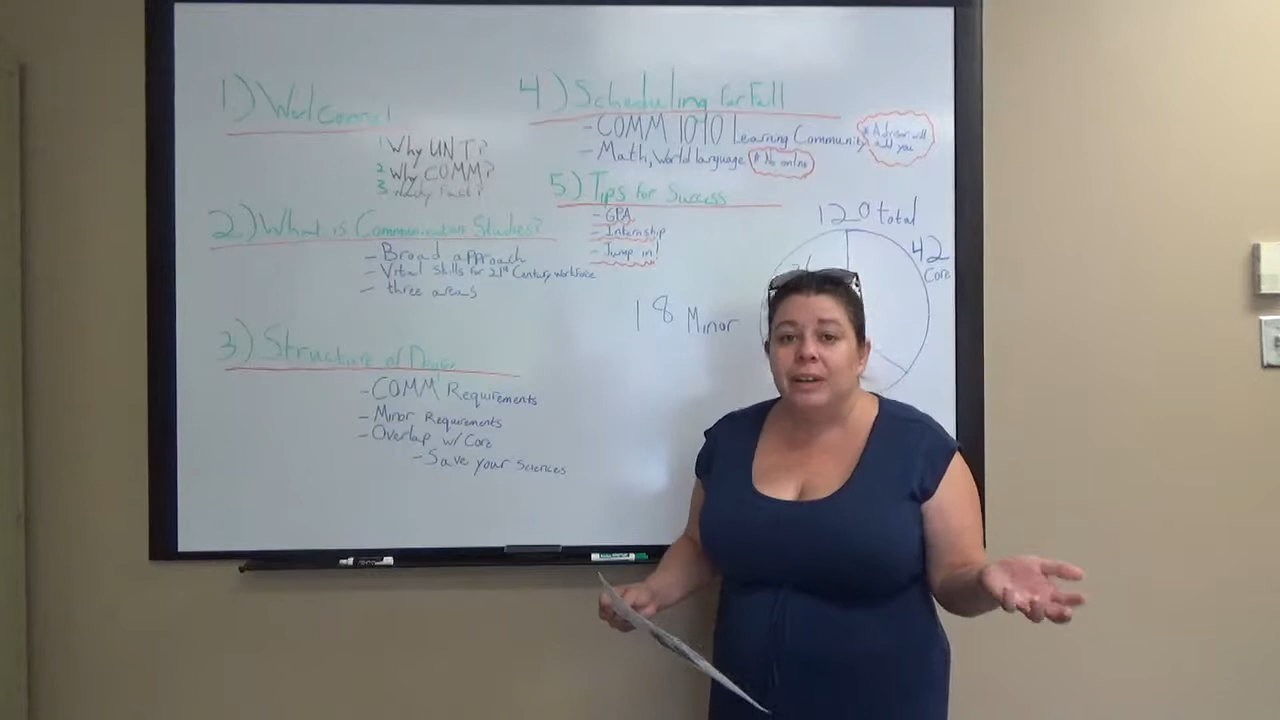 1) Welcome!
1 Why UNT?
2 Why COMM?
3
2) What is Communication Studies?
- Broad approach
- Vital skills for 21st Century workforce
- three areas
3) Structure of Degree
- COMM Requirements
- Minor Requirements
- Overlap w/ Core
- Save your Sciences
4) Scheduling for Fall
- COMM 1010 Learning Community
* Advisor will
add you
- Math, World language
* No online
5) Tips for Success
- GPA
- Internship
- Jump in!
120 total
42
Core
18 Minor